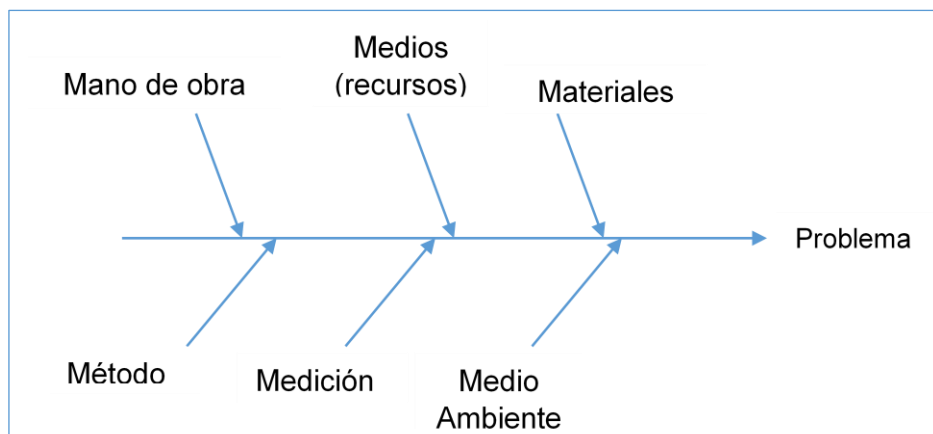 Mano de obra
Medios
(recursos)
Materiales
Problema
Método
Medición
Medio
Ambiente